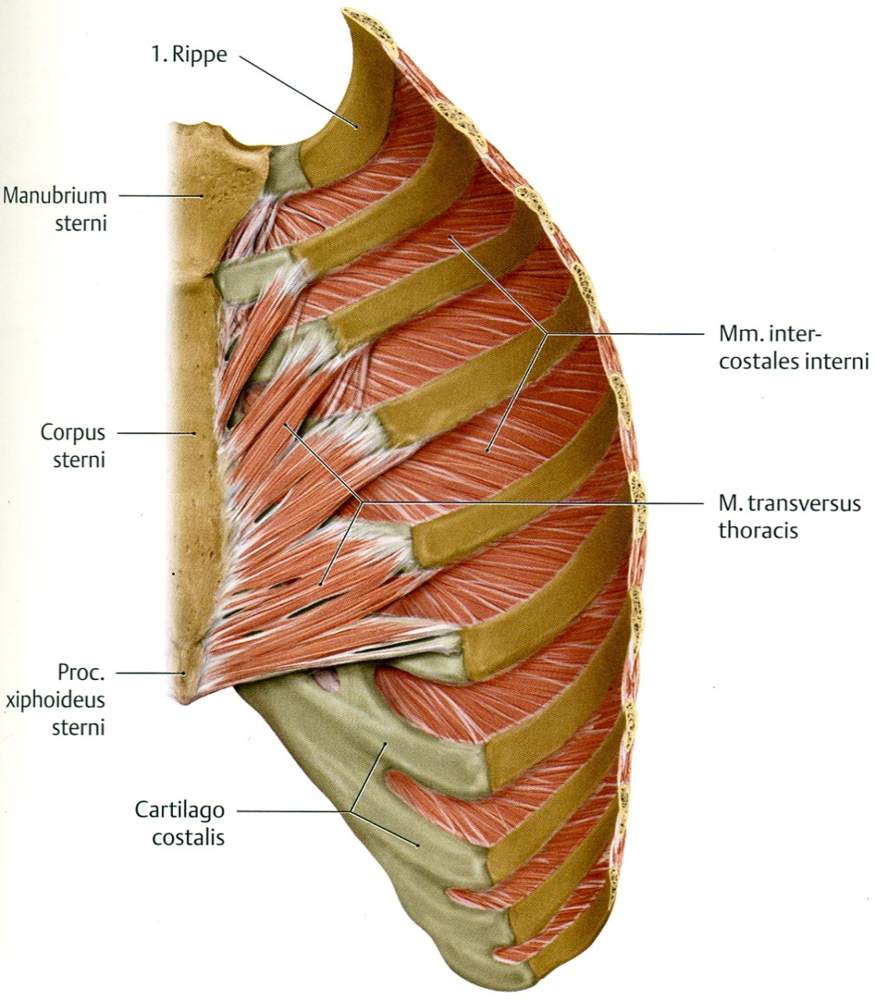 1. Rippe
Manubrium
sterni
Mm. inter-
costales interni
Corpus
sterni
M. transversus
thoracis
Proc.
xiphoideus
sterni
Cartilago
costalis